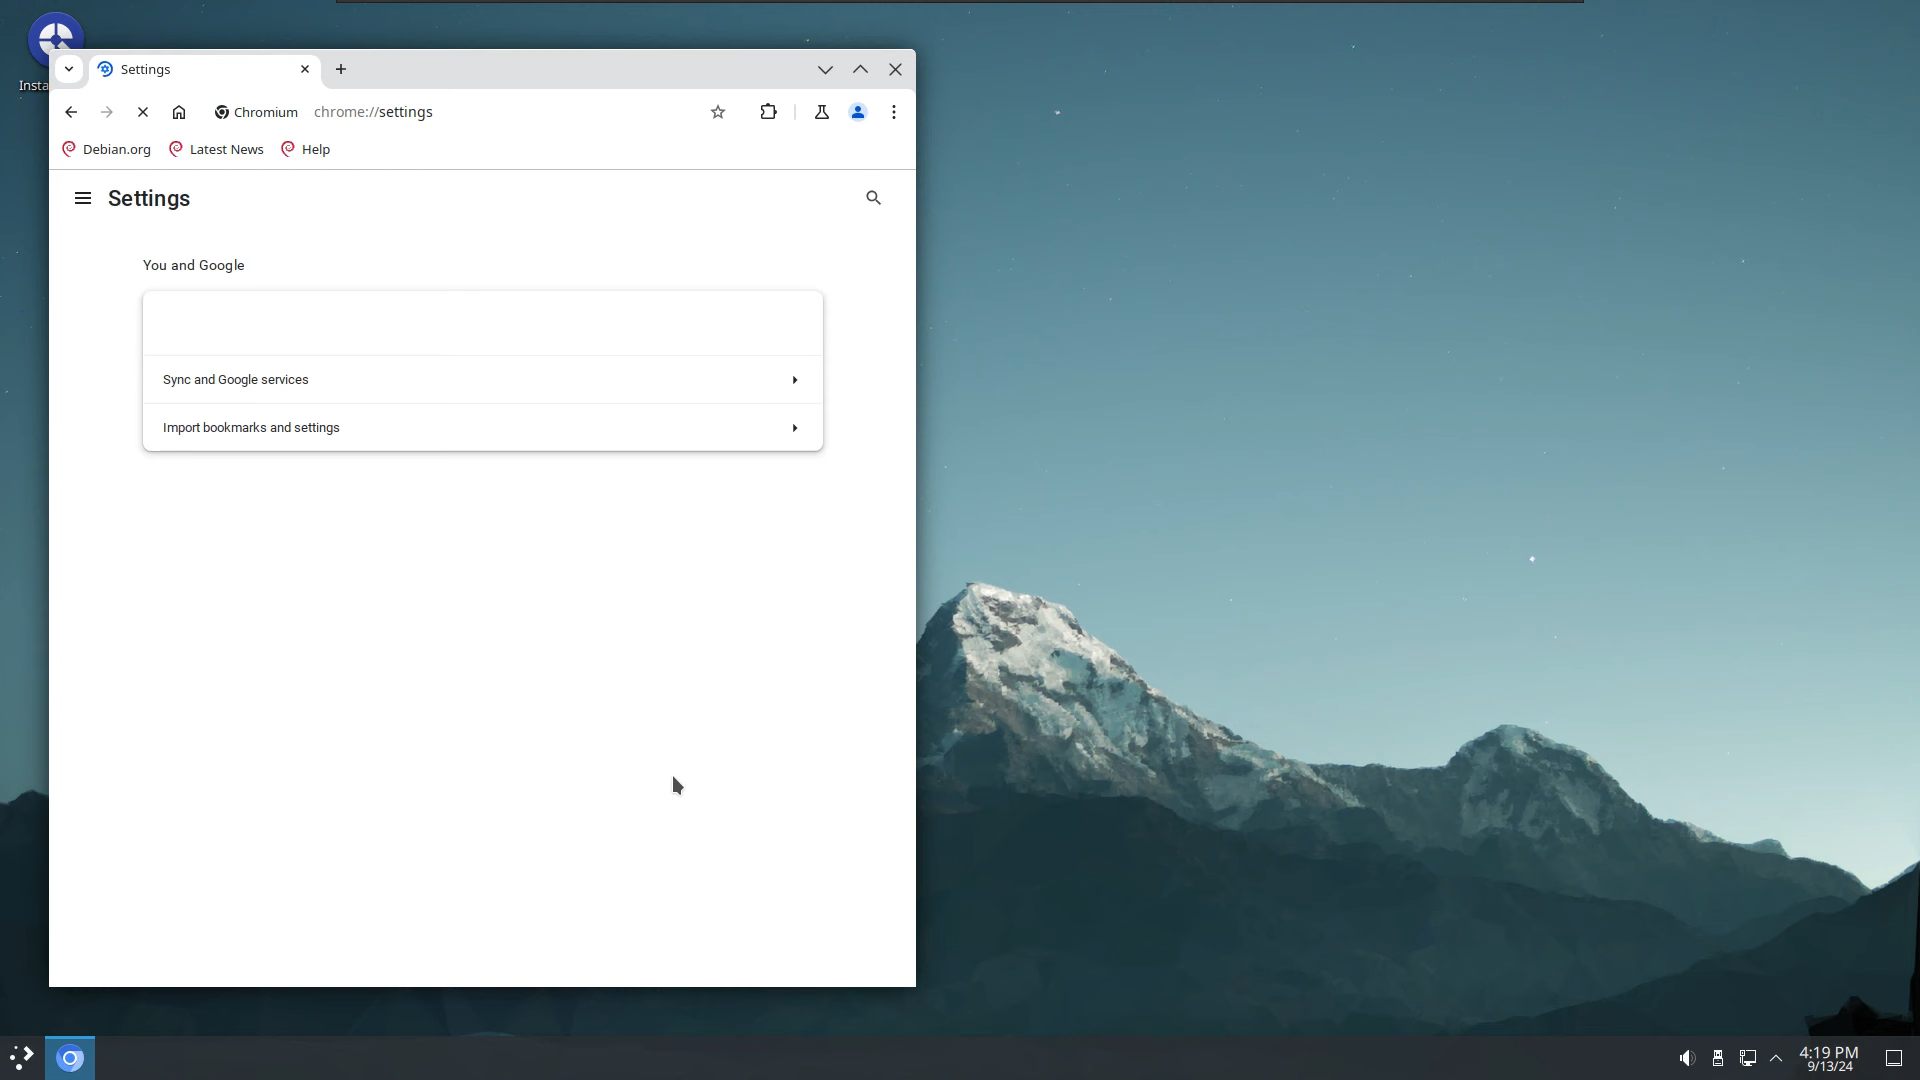 Insta
Settings
Chromium
chrome://settings
Debian.org
Latest News
Help
Settings
You and Google
Sync and Google services
Import bookmarks and settings
4:19 PM
9/13/24